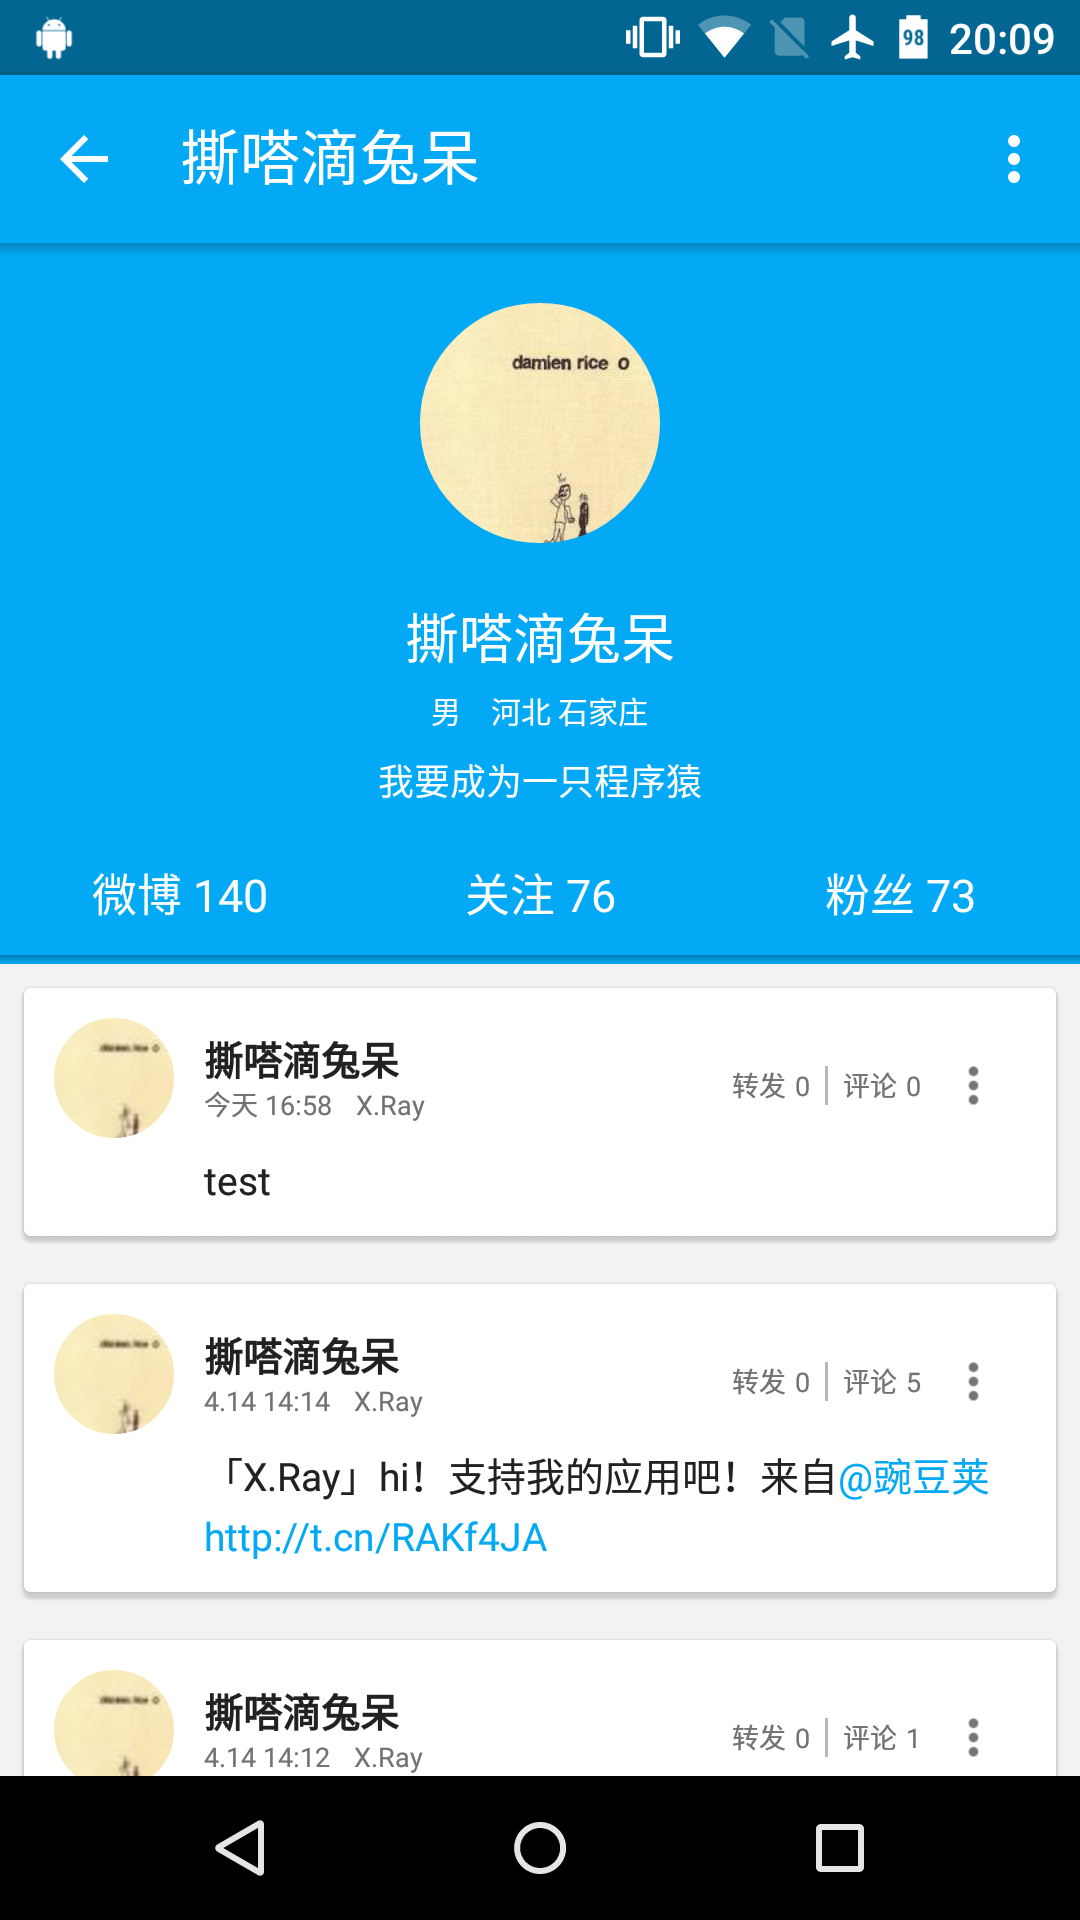 98 20:09
撕嗒滴兔呆
damien rice o
撕嗒滴兔呆
男 河北 石家庄
我要成为一只程序猿
微博 140 关注 76 粉丝 73
撕嗒滴兔呆
转发 0 评论 0
今天 16:58 X.Ray
test
撕嗒滴兔呆
转发 0 评论 5
4.14 14:14 X.Ray
「X.Ray」hi！支持我的应用吧！来自@豌豆荚
http://t.cn/RAKf4JA
撕嗒滴兔呆
转发 0 评论 1
4.14 14:12 X.Ray